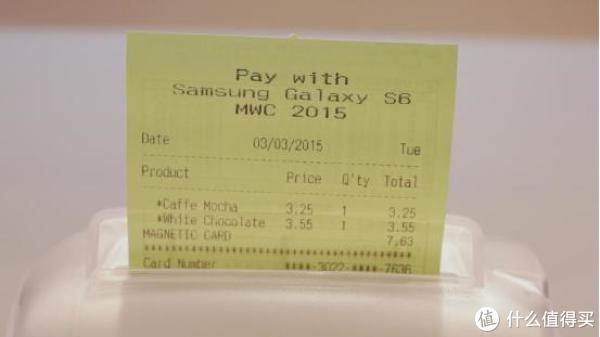 Pay with
Samsung Galaxy S6
MWC 2015
Date 03/03/2015 Tue
Product Price Q'ty Total
*Caffe Mocha 3.25 1 3.25
*White Chocolate 3.55 1 3.55
MAGNETIC CARD 7.63
Card Number ****-3022-****-7636
值 什么值得买